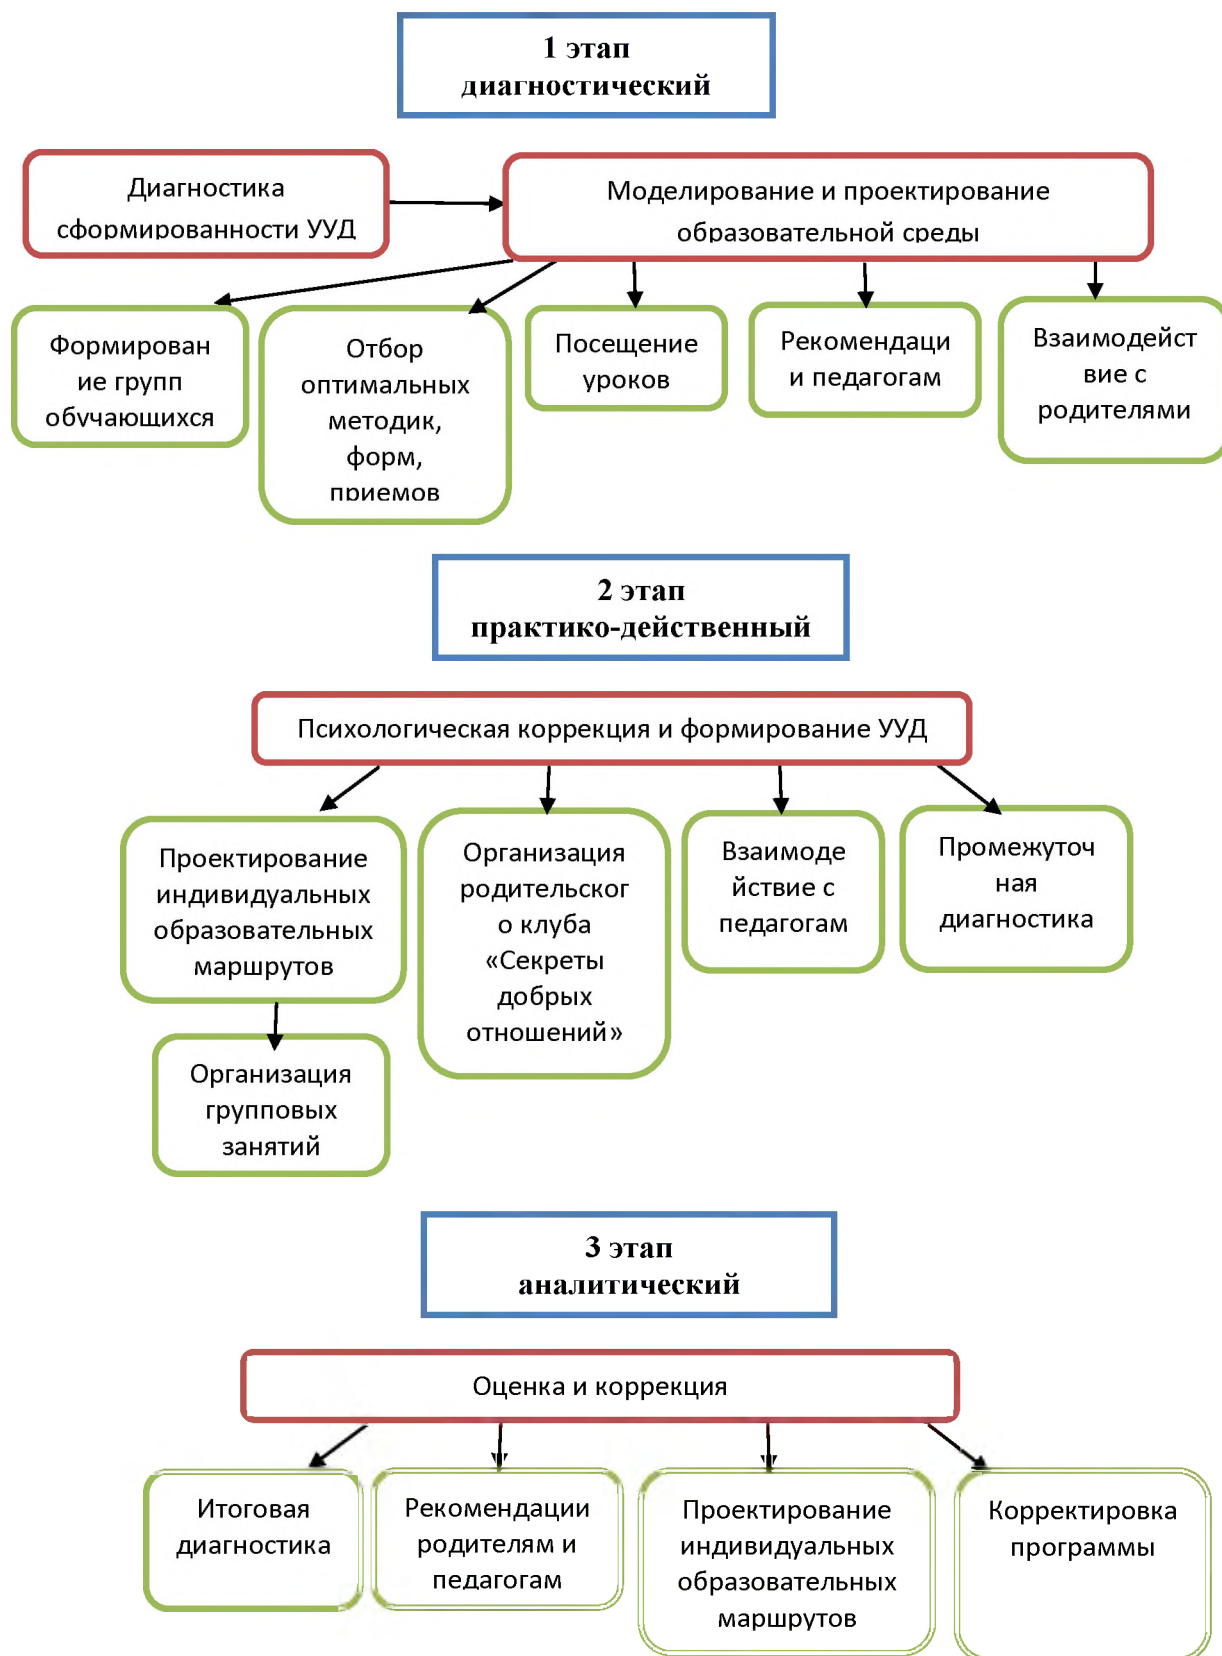 1 этап
диагностический
Диагностика
сформированности УУД
Моделирование и проектирование
образовательной среды
Формирован
ие групп
обучающихся
Отбор
оптимальных
методик,
форм,
приемов
Посещение
уроков
Рекомендаци
и педагогам
Взаимодейст
вие с
родителями
2 этап
практико-действенный
Психологическая коррекция и формирование УУД
Проектирование
индивидуальных
образовательных
маршрутов
Организация
родительског
о клуба
«Секреты
добрых
отношений»
Взаимоде
йствие с
педагогам
Промежуточ
ная
диагностика
Организация
групповых
занятий
3 этап
аналитический
Оценка и коррекция
Итоговая
диагностика
Рекомендации
родителям и
педагогам
Проектирование
индивидуальных
образовательных
маршрутов
Корректировка
программы